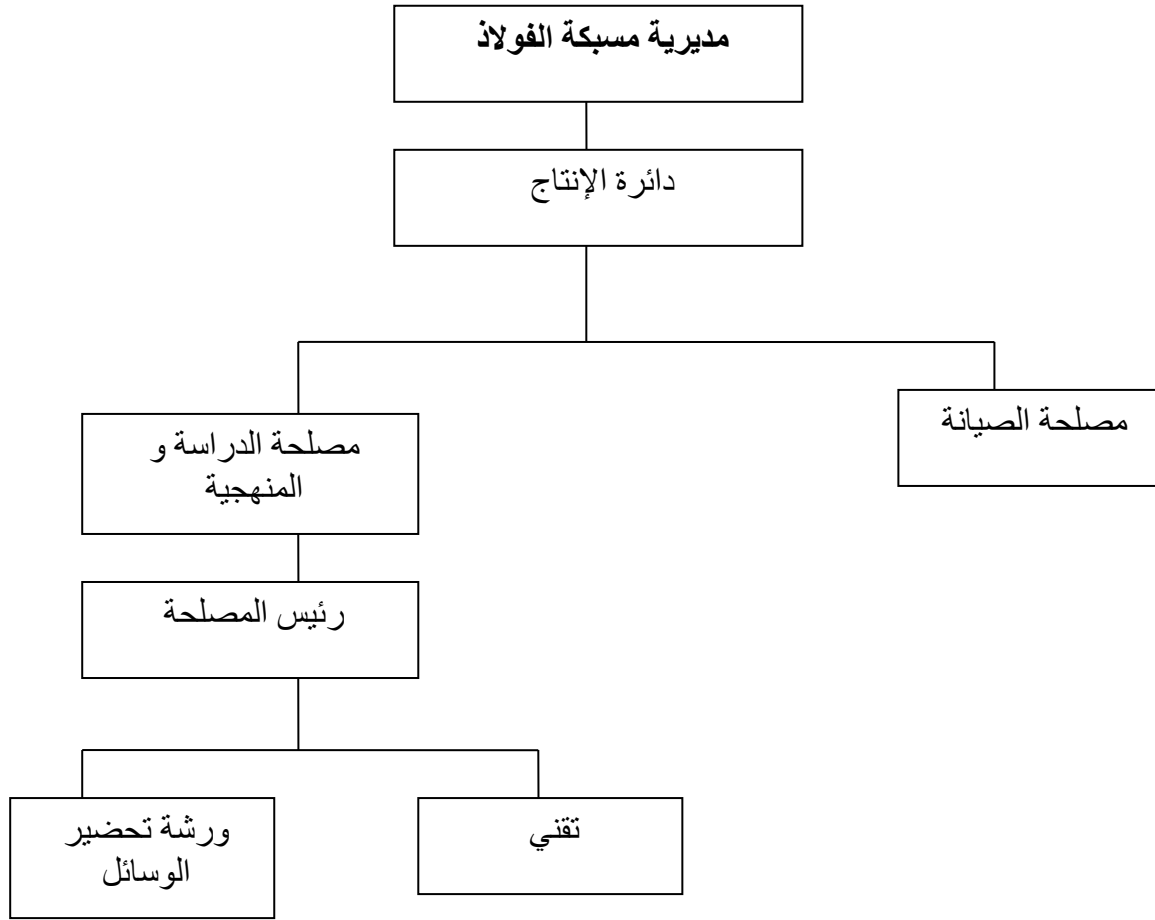 مديرية مسبكة الفولاذ
دائرة الإنتاج
مصلحة الصيانة
مصلحة الدراسة و
المنهجية
رئيس المصلحة
تقني
ورشة تحضير
الوسائل